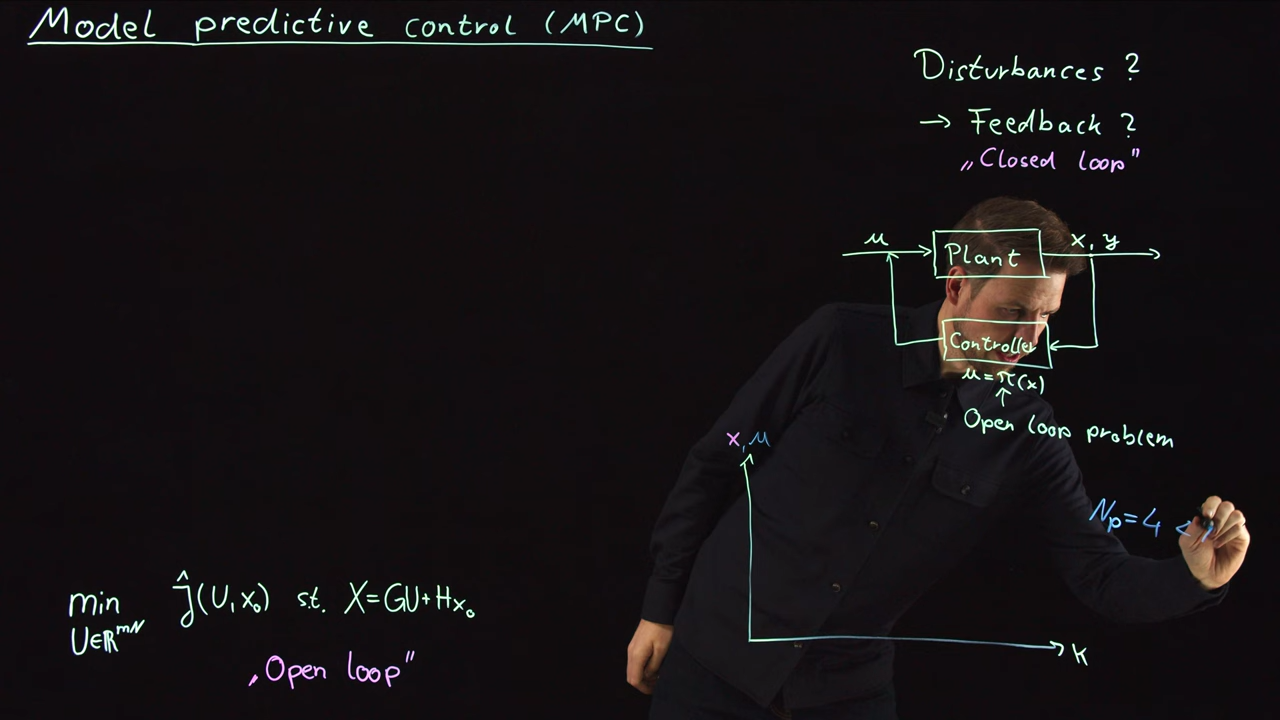 Model predictive control (MPC)
Disturbances ?
→ Feedback ?
„Closed loop"
u
Plant
x, y
Controller
u = π(x)
↑
Open loop problem
x, u
Np = 4 <
k
min Ĵ(U, x₀) s.t. X = GU + Hx₀
U∈ℝᵐᴺ
„Open loop"